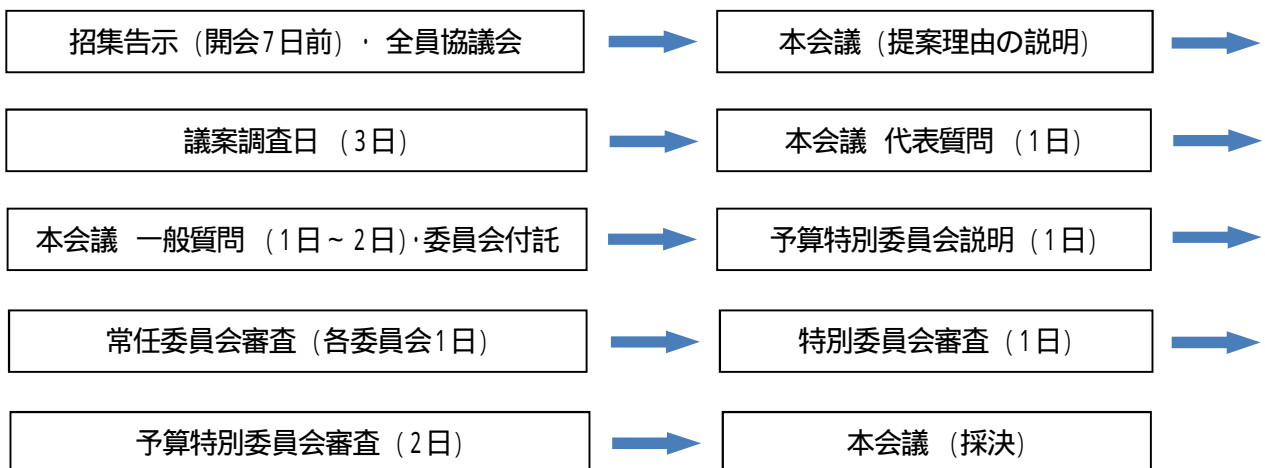 招集告示（開会7日前）・ 全員協議会
本会議（提案理由の説明）
議案調査日 （3日）
本会議 代表質問 （1日）
本会議 一般質問 （1日~2日）・委員会付託
予算特別委員会説明（1日）
常任委員会審査（各委員会1日）
特別委員会審査（1日）
予算特別委員会審査（2日）
本会議 （採決）